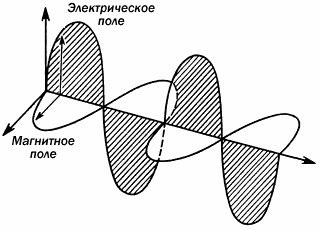 Электрическое
поле
Магнитное
поле